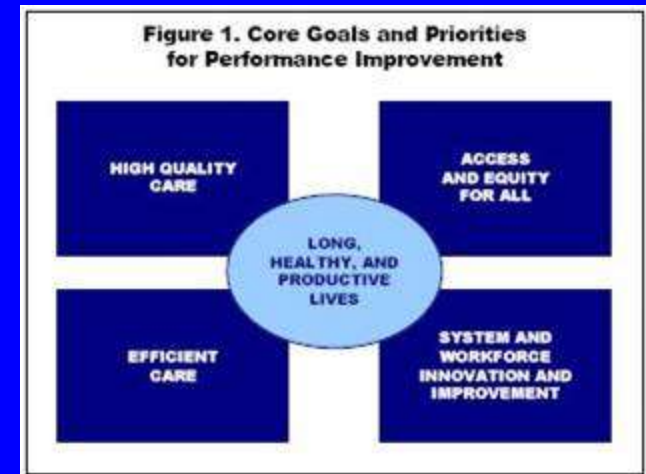 Figure 1. Core Goals and Priorities
for Performance Improvement
HIGH QUALITY
CARE
ACCESS
AND EQUITY
FOR ALL
LONG,
HEALTHY, AND
PRODUCTIVE
LIVES
EFFICIENT
CARE
SYSTEM AND
WORKFORCE
INNOVATION AND
IMPROVEMENT